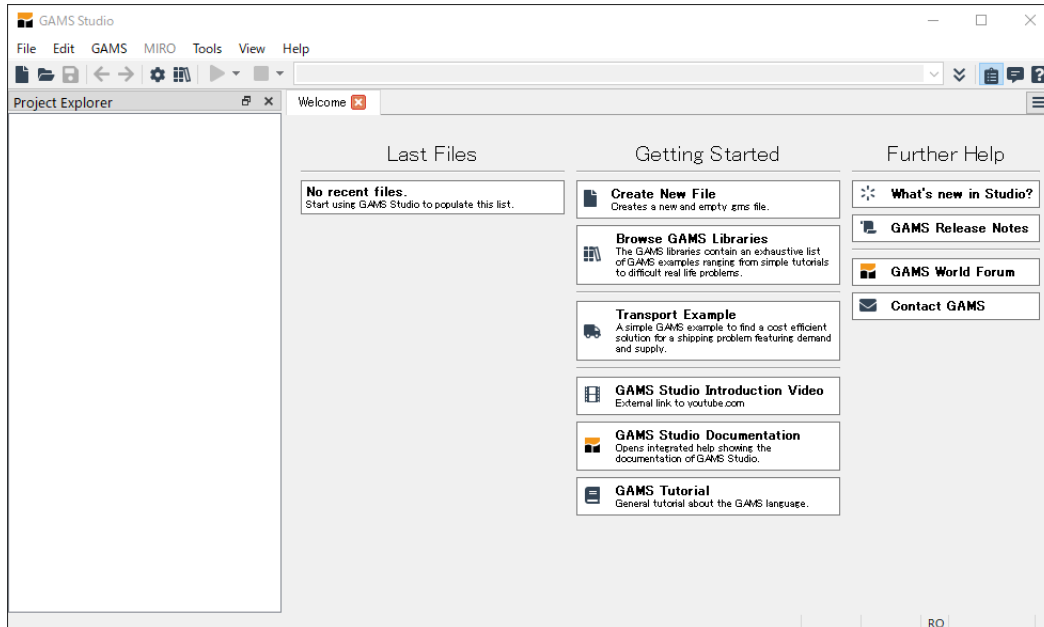 GAMS Studio
File Edit GAMS MIRO Tools View Help
Project Explorer
Welcome
Last Files
No recent files.
Start using GAMS Studio to populate this list.
Getting Started
Create New File
Creates a new and empty gms file.
Browse GAMS Libraries
The GAMS libraries contain an exhaustive list
of GAMS examples ranging from simple tutorials
to difficult real life problems.
Transport Example
A simple GAMS example to find a cost efficient
solution for a shipping problem featuring demand
and supply.
GAMS Studio Introduction Video
External link to youtube.com
GAMS Studio Documentation
Opens integrated help showing the
documentation of GAMS Studio.
GAMS Tutorial
General tutorial about the GAMS language.
Further Help
What's new in Studio?
GAMS Release Notes
GAMS World Forum
Contact GAMS
RO